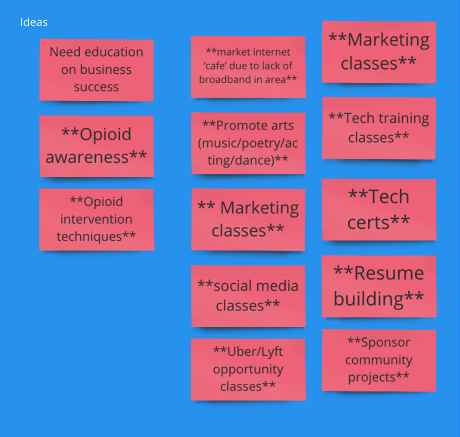 Ideas
Need education
on business
success
**Opioid
awareness**
**Opioid
intervention
techniques**
**market internet
'cafe' due to lack of
broadband in area**
**Promote arts
(music/poetry/ac
ting/dance)**
** Marketing
classes**
**social media
classes**
**Uber/Lyft
opportunity
classes**
**Marketing
classes**
**Tech training
classes**
**Tech
certs**
**Resume
building**
**Sponsor
community
projects**